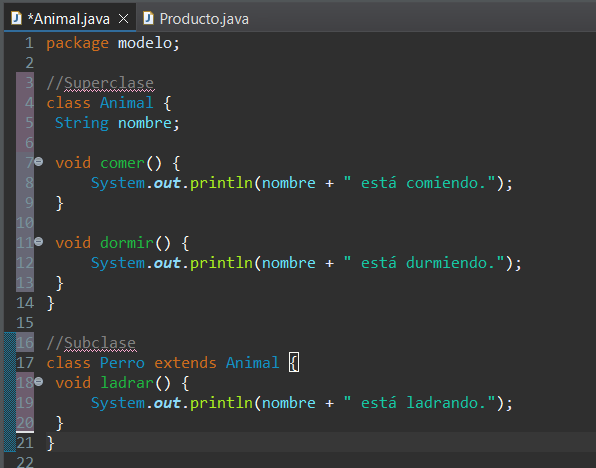 *Animal.java Producto.java
1 package modelo;
2
3 //Superclase
4 class Animal {
5 String nombre;
6
7 void comer() {
8 System.out.println(nombre + " está comiendo.");
9 }
10
11 void dormir() {
12 System.out.println(nombre + " está durmiendo.");
13 }
14 }
15
16 //Subclase
17 class Perro extends Animal {
18 void ladrar() {
19 System.out.println(nombre + " está ladrando.");
20 }
21 }
22